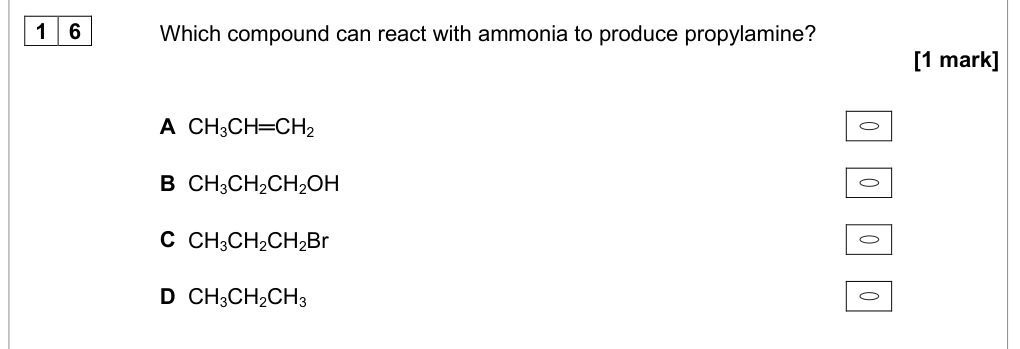 1 6 Which compound can react with ammonia to produce propylamine?
[1 mark]
A CH₃CH=CH₂
B CH₃CH₂CH₂OH
C CH₃CH₂CH₂Br
D CH₃CH₂CH₃